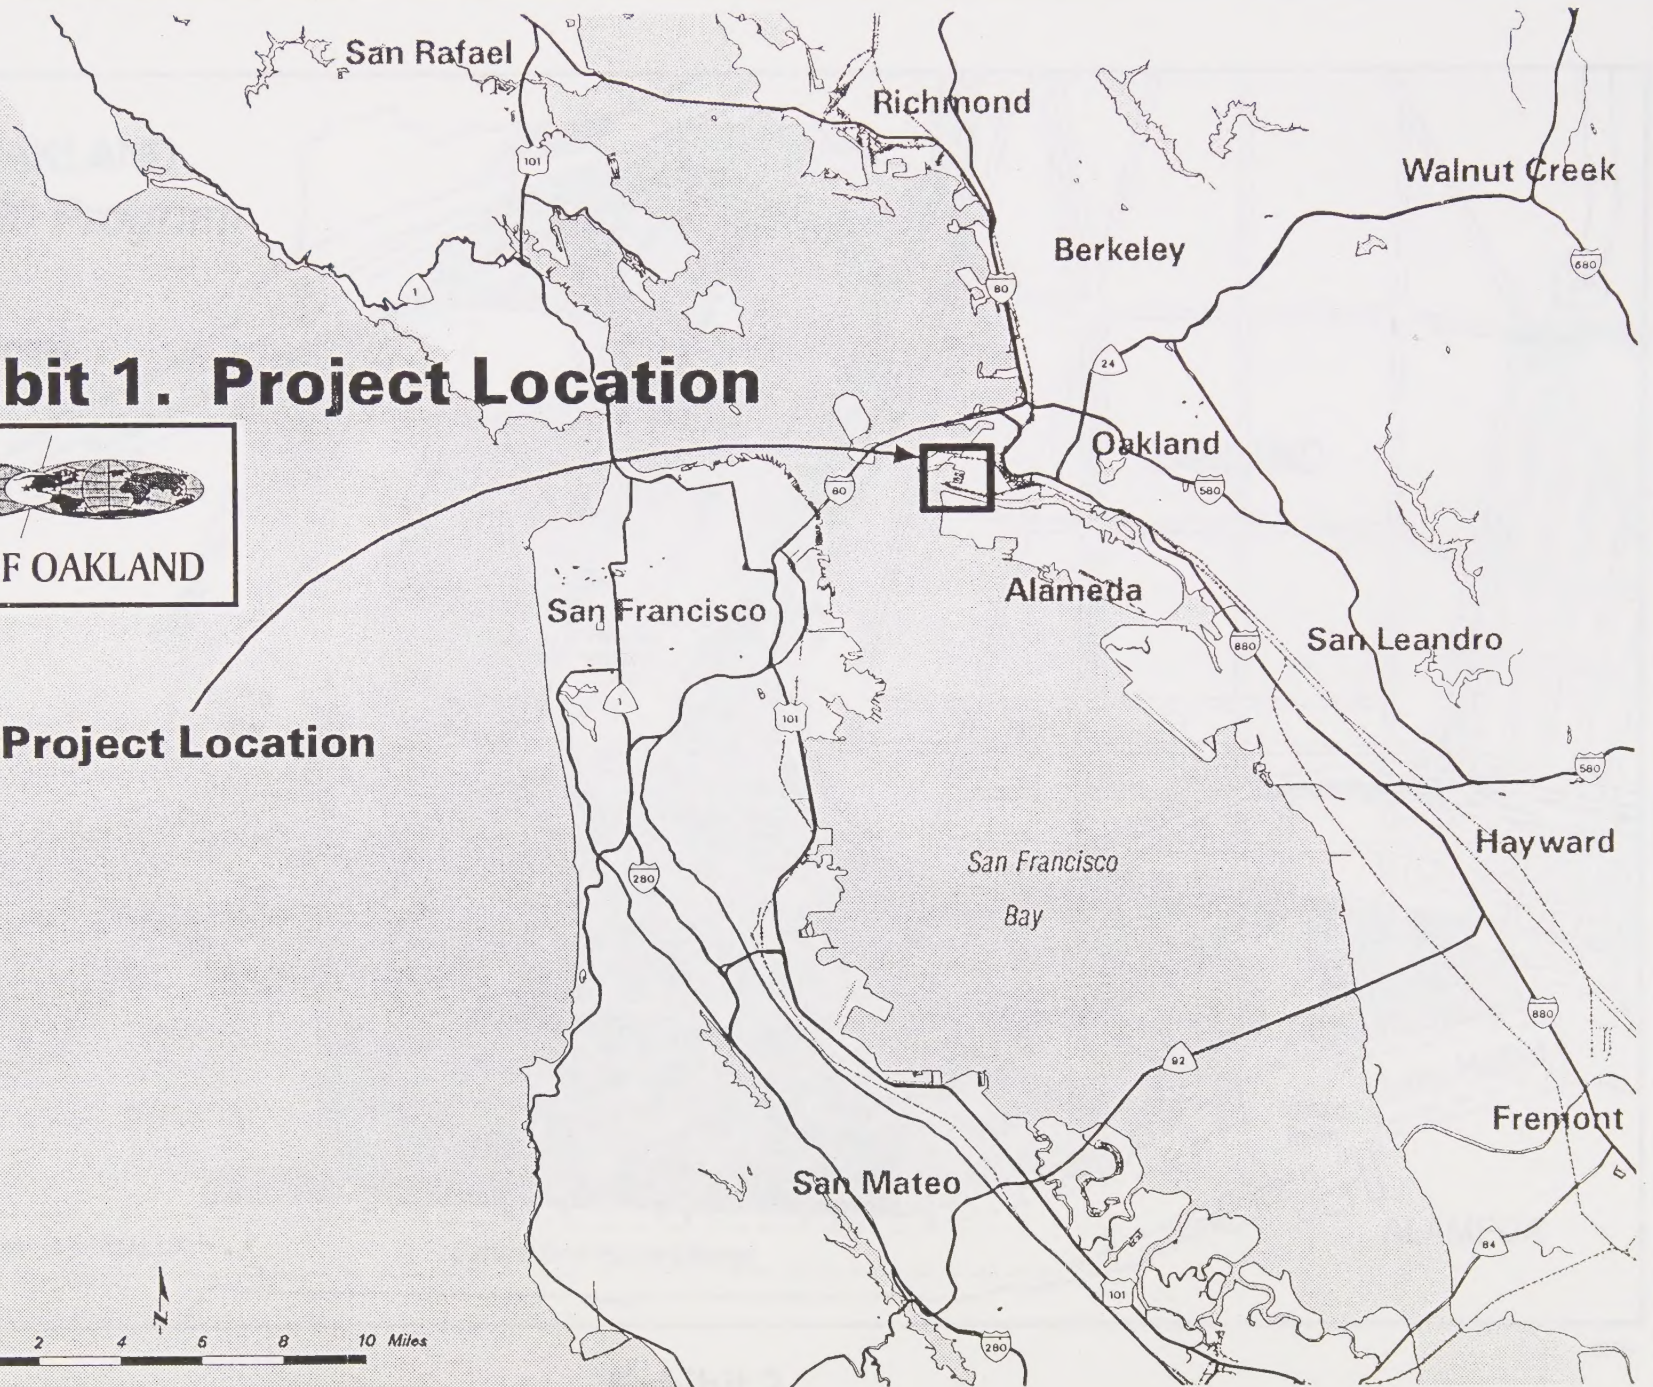 San Rafael
Richmond
Walnut Creek
101
Berkeley
680
80
1
24
bit 1. Project Location
Oakland
80
580
F OAKLAND
Alameda
San Francisco
880
San Leandro
1
101
Project Location
580
Hayward
San Francisco
Bay
280
880
92
Fremont
San Mateo
84
101
N
2 4 6 8 10 Miles
280